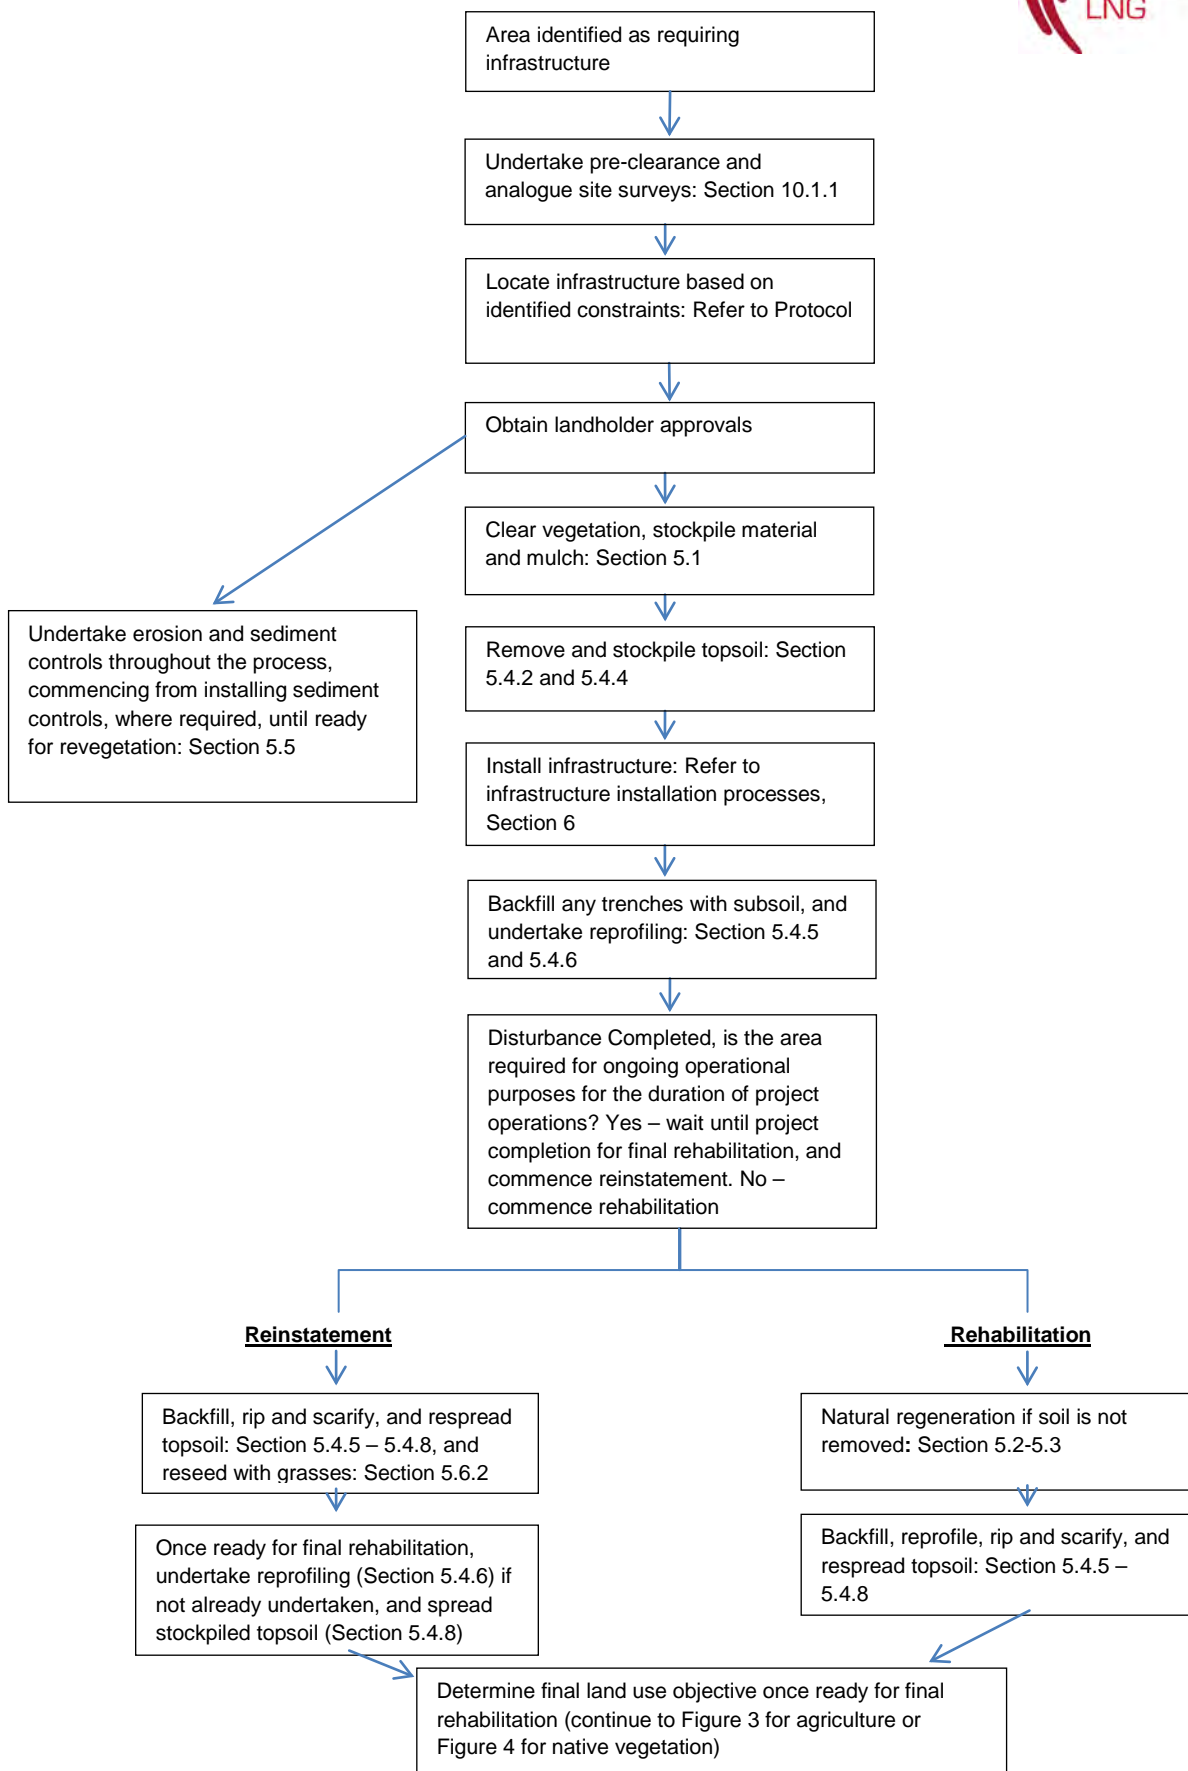 LNG
Area identified as requiring
infrastructure
Undertake pre-clearance and
analogue site surveys: Section 10.1.1
Locate infrastructure based on
identified constraints: Refer to Protocol
Obtain landholder approvals
Clear vegetation, stockpile material
and mulch: Section 5.1
Undertake erosion and sediment
controls throughout the process,
commencing from installing sediment
controls, where required, until ready
for revegetation: Section 5.5
Remove and stockpile topsoil: Section
5.4.2 and 5.4.4
Install infrastructure: Refer to
infrastructure installation processes,
Section 6
Backfill any trenches with subsoil, and
undertake reprofiling: Section 5.4.5
and 5.4.6
Disturbance Completed, is the area
required for ongoing operational
purposes for the duration of project
operations? Yes – wait until project
completion for final rehabilitation, and
commence reinstatement. No –
commence rehabilitation
Reinstatement
Backfill, rip and scarify, and respread
topsoil: Section 5.4.5 – 5.4.8, and
reseed with grasses: Section 5.6.2
Once ready for final rehabilitation,
undertake reprofiling (Section 5.4.6) if
not already undertaken, and spread
stockpiled topsoil (Section 5.4.8)
Rehabilitation
Natural regeneration if soil is not
removed: Section 5.2-5.3
Backfill, reprofile, rip and scarify, and
respread topsoil: Section 5.4.5 –
5.4.8
Determine final land use objective once ready for final
rehabilitation (continue to Figure 3 for agriculture or
Figure 4 for native vegetation)